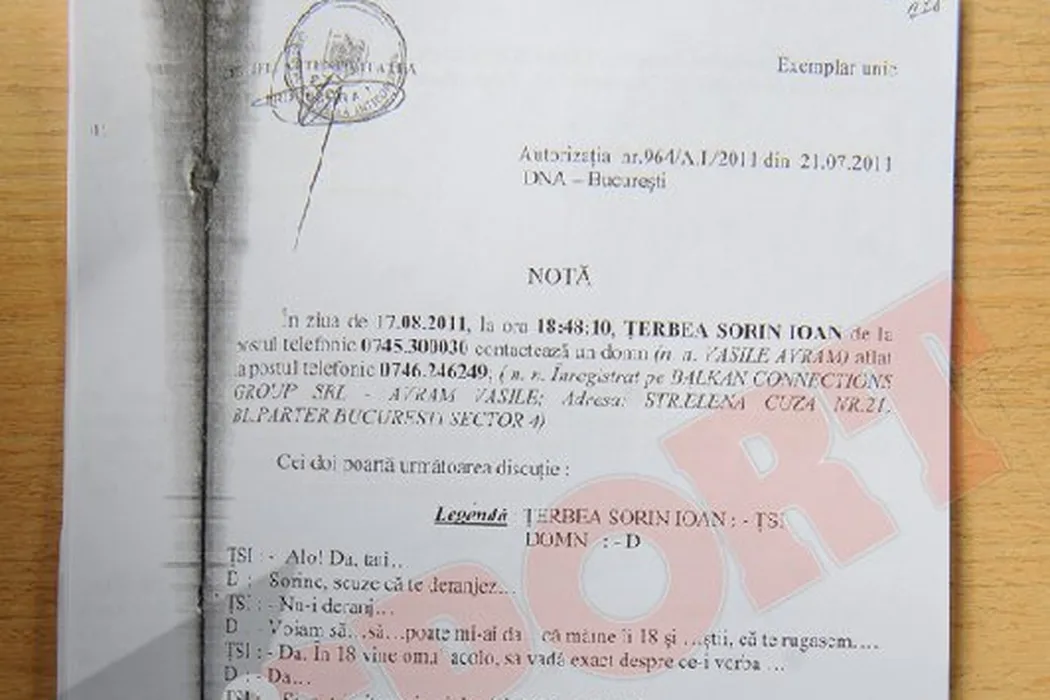 Exemplar unic
Autorizația nr.964/A.I/2011 din 21.07.2011
DNA – București
NOTĂ
În ziua de 17.08.2011, la ora 18:48:10, ȚERBEA SORIN IOAN de la
postul telefonic 0745.300030 contactează un domn (n. n. VASILE AVRAM) aflat
la postul telefonic 0746.246249; ( n. n. Înregistrat pe BALKAN CONNECTIONS
GROUP SRL - AVRAM VASILE; Adresa: STR.ELENA CUZA NR.21,
BL.PARTER BUCUREȘTI SECTOR 4)
Cei doi poartă următoarea discuție :
Legendă ȚERBEA SORIN IOAN : - ȚSI
DOMN : - D
ȚSI : - Alo! Da, tati...
D : Sorine, scuze că te deranjez...
ȚSI : - Nu-i deranj...
D - Voiam să...să...poate mi-ai da că mâine îi 18 și ...știi, că te rugasem....
ȚSI : - Da. În 18 vine omu' acolo, să vadă exact despre ce-i vorba ...
D : - Da...
ȚSI :
PORT